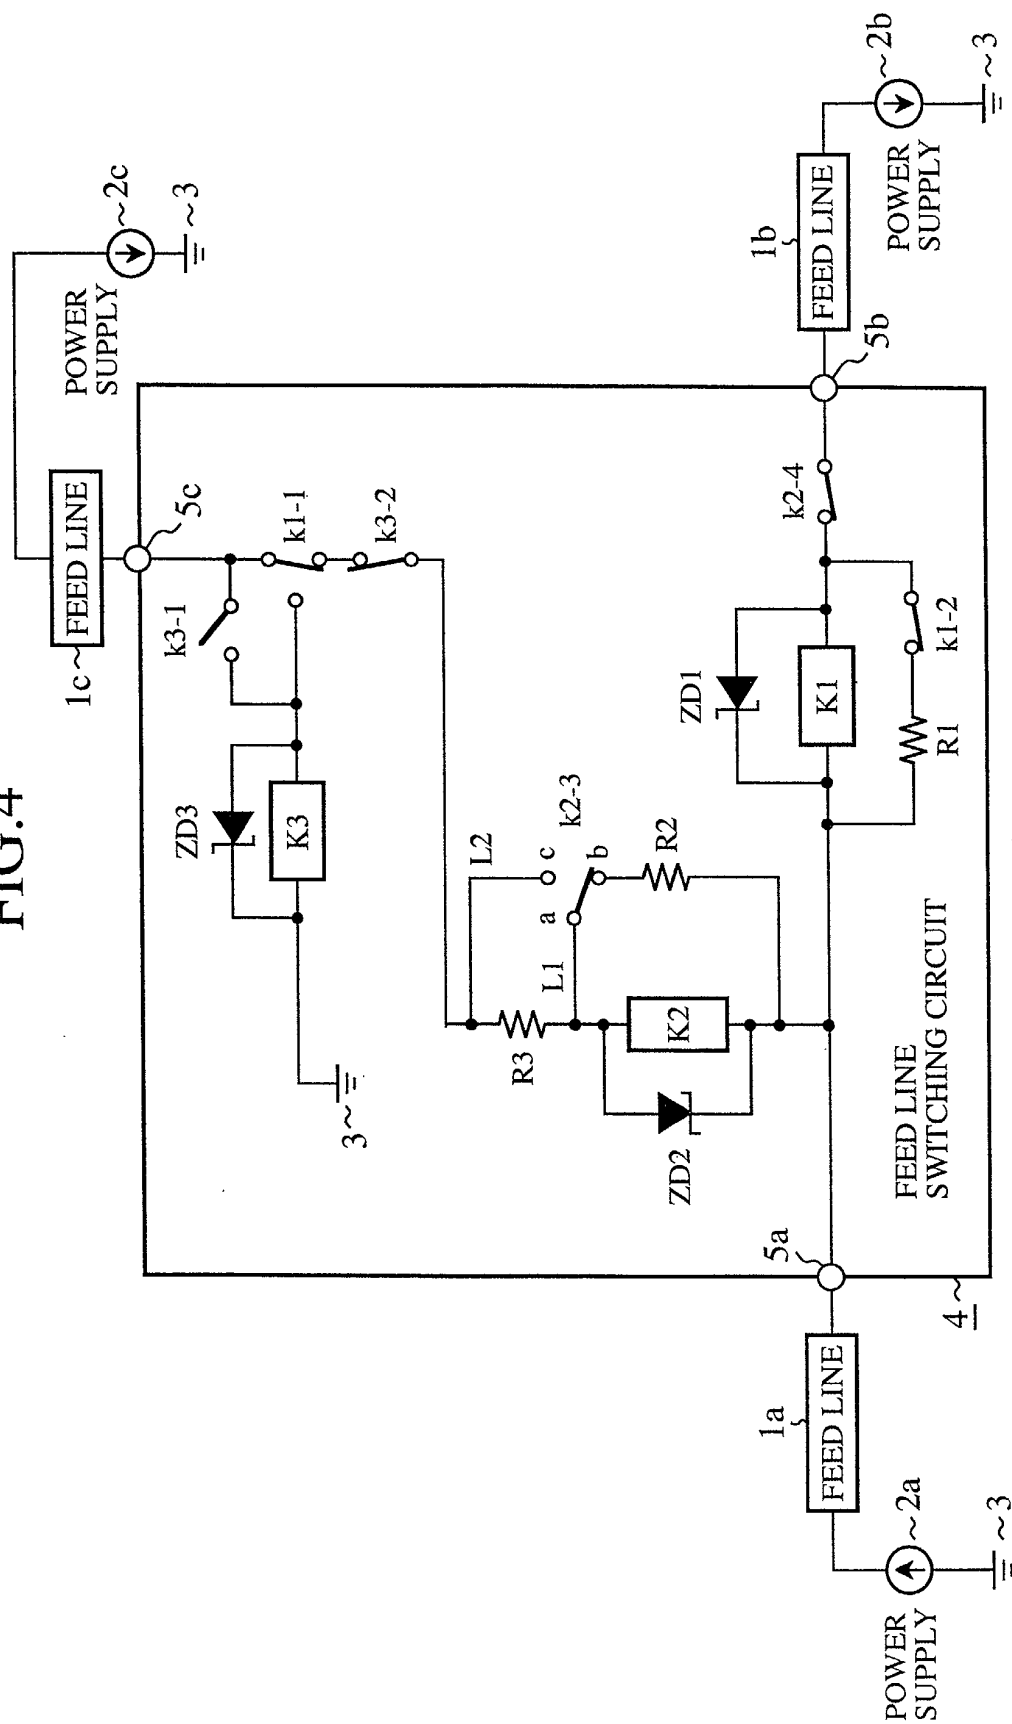 FIG.4
1c
FEED LINE
5c
POWER
SUPPLY
2c
3
k3-1
k1-1
k3-2
ZD3
K3
3
L2
c
k2-3
a
b
L1
R2
R3
K2
ZD2
ZD1
K1
k2-4
k1-2
R1
5a
5b
FEED LINE
SWITCHING CIRCUIT
4
1a
FEED LINE
2a
3
POWER
SUPPLY
1b
FEED LINE
2b
3
POWER
SUPPLY